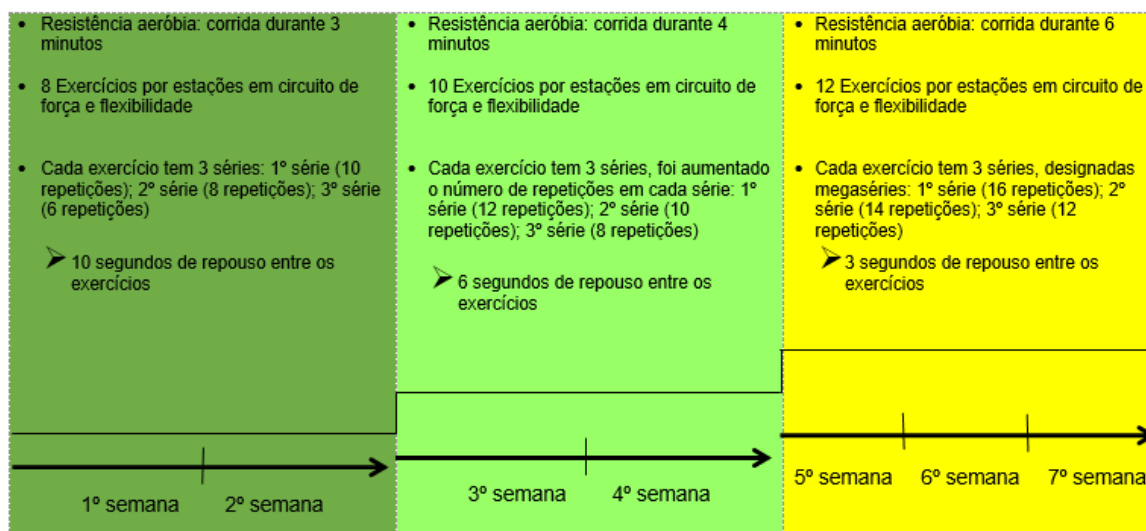 • Resistência aeróbia: corrida durante 3
minutos
• 8 Exercícios por estações em circuito de
força e flexibilidade
• Cada exercício tem 3 séries: 1º série (10
repetições); 2º série (8 repetições); 3º série
(6 repetições)
➢ 10 segundos de repouso entre os
exercícios
1º semana
2º semana
• Resistência aeróbia: corrida durante 4
minutos
• 10 Exercícios por estações em circuito de
força e flexibilidade
• Cada exercício tem 3 séries, foi aumentado
o número de repetições em cada série: 1º
série (12 repetições); 2º série (10
repetições); 3º série (8 repetições)
➢ 6 segundos de repouso entre os
exercícios
3º semana
4º semana
• Resistência aeróbia: corrida durante 6
minutos
• 12 Exercícios por estações em circuito de
força e flexibilidade
• Cada exercício tem 3 séries, designadas
megaséries: 1º série (16 repetições); 2º
série (14 repetições); 3º série (12
repetições)
➢ 3 segundos de repouso entre os
exercícios
5º semana
6º semana
7º semana